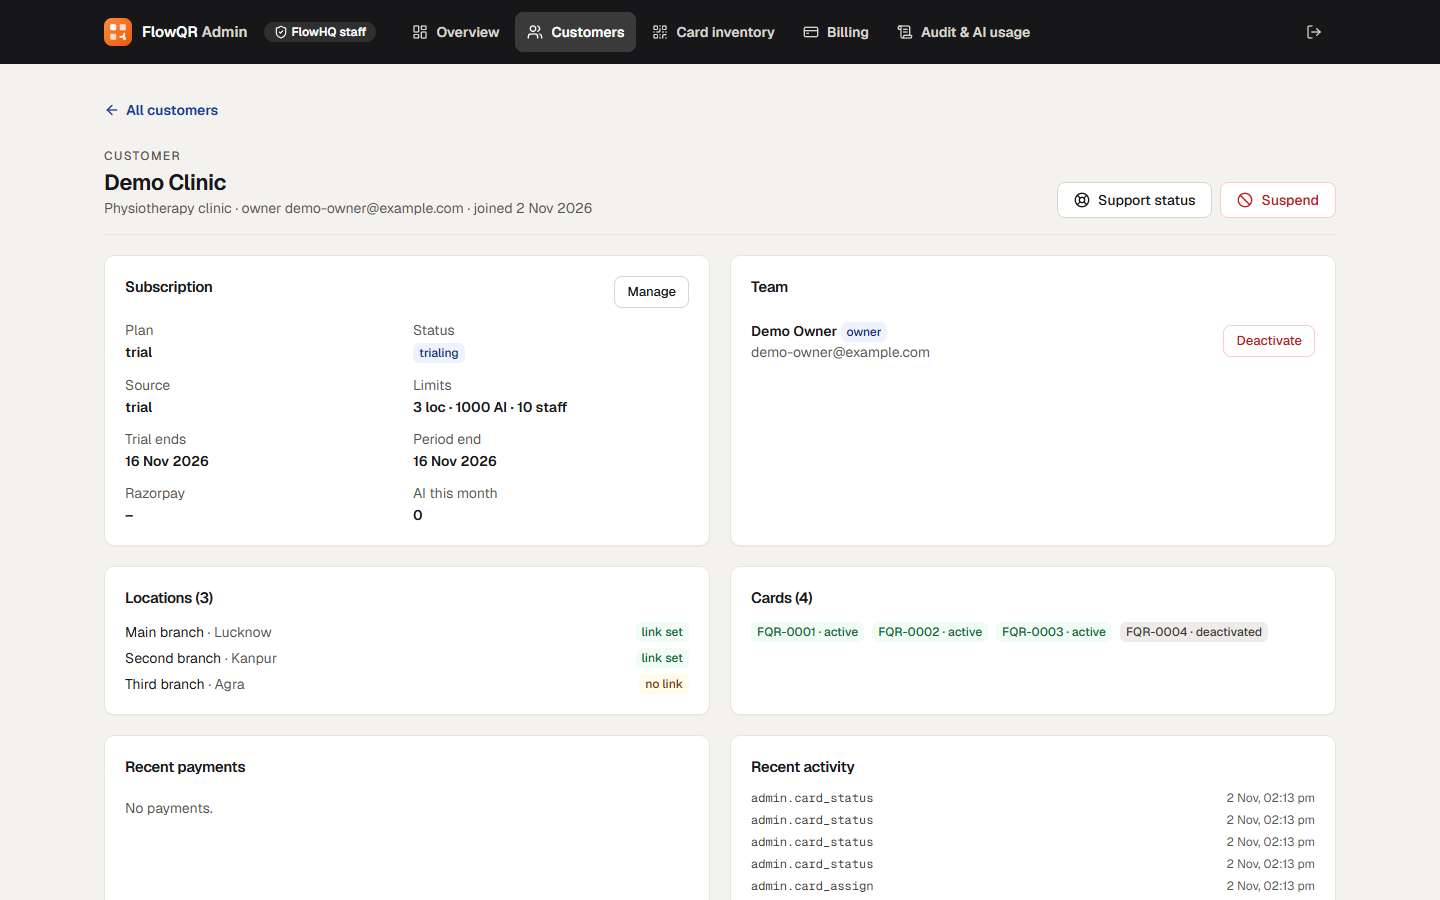 FlowQR Admin
FlowHQ staff
Overview
Customers
Card inventory
Billing
Audit & AI usage
All customers
CUSTOMER
Demo Clinic
Physiotherapy clinic · owner demo-owner@example.com · joined 2 Nov 2026
Support status
Suspend
Subscription
Manage
Plan
trial
Status
trialing
Source
trial
Limits
3 loc · 1000 AI · 10 staff
Trial ends
16 Nov 2026
Period end
16 Nov 2026
Razorpay
–
AI this month
0
Team
Demo Owner owner
demo-owner@example.com
Deactivate
Locations (3)
Main branch · Lucknow link set
Second branch · Kanpur link set
Third branch · Agra no link
Cards (4)
FQR-0001 · active FQR-0002 · active FQR-0003 · active FQR-0004 · deactivated
Recent payments
No payments.
Recent activity
admin.card_status 2 Nov, 02:13 pm
admin.card_status 2 Nov, 02:13 pm
admin.card_status 2 Nov, 02:13 pm
admin.card_status 2 Nov, 02:13 pm
admin.card_assign 2 Nov, 02:13 pm